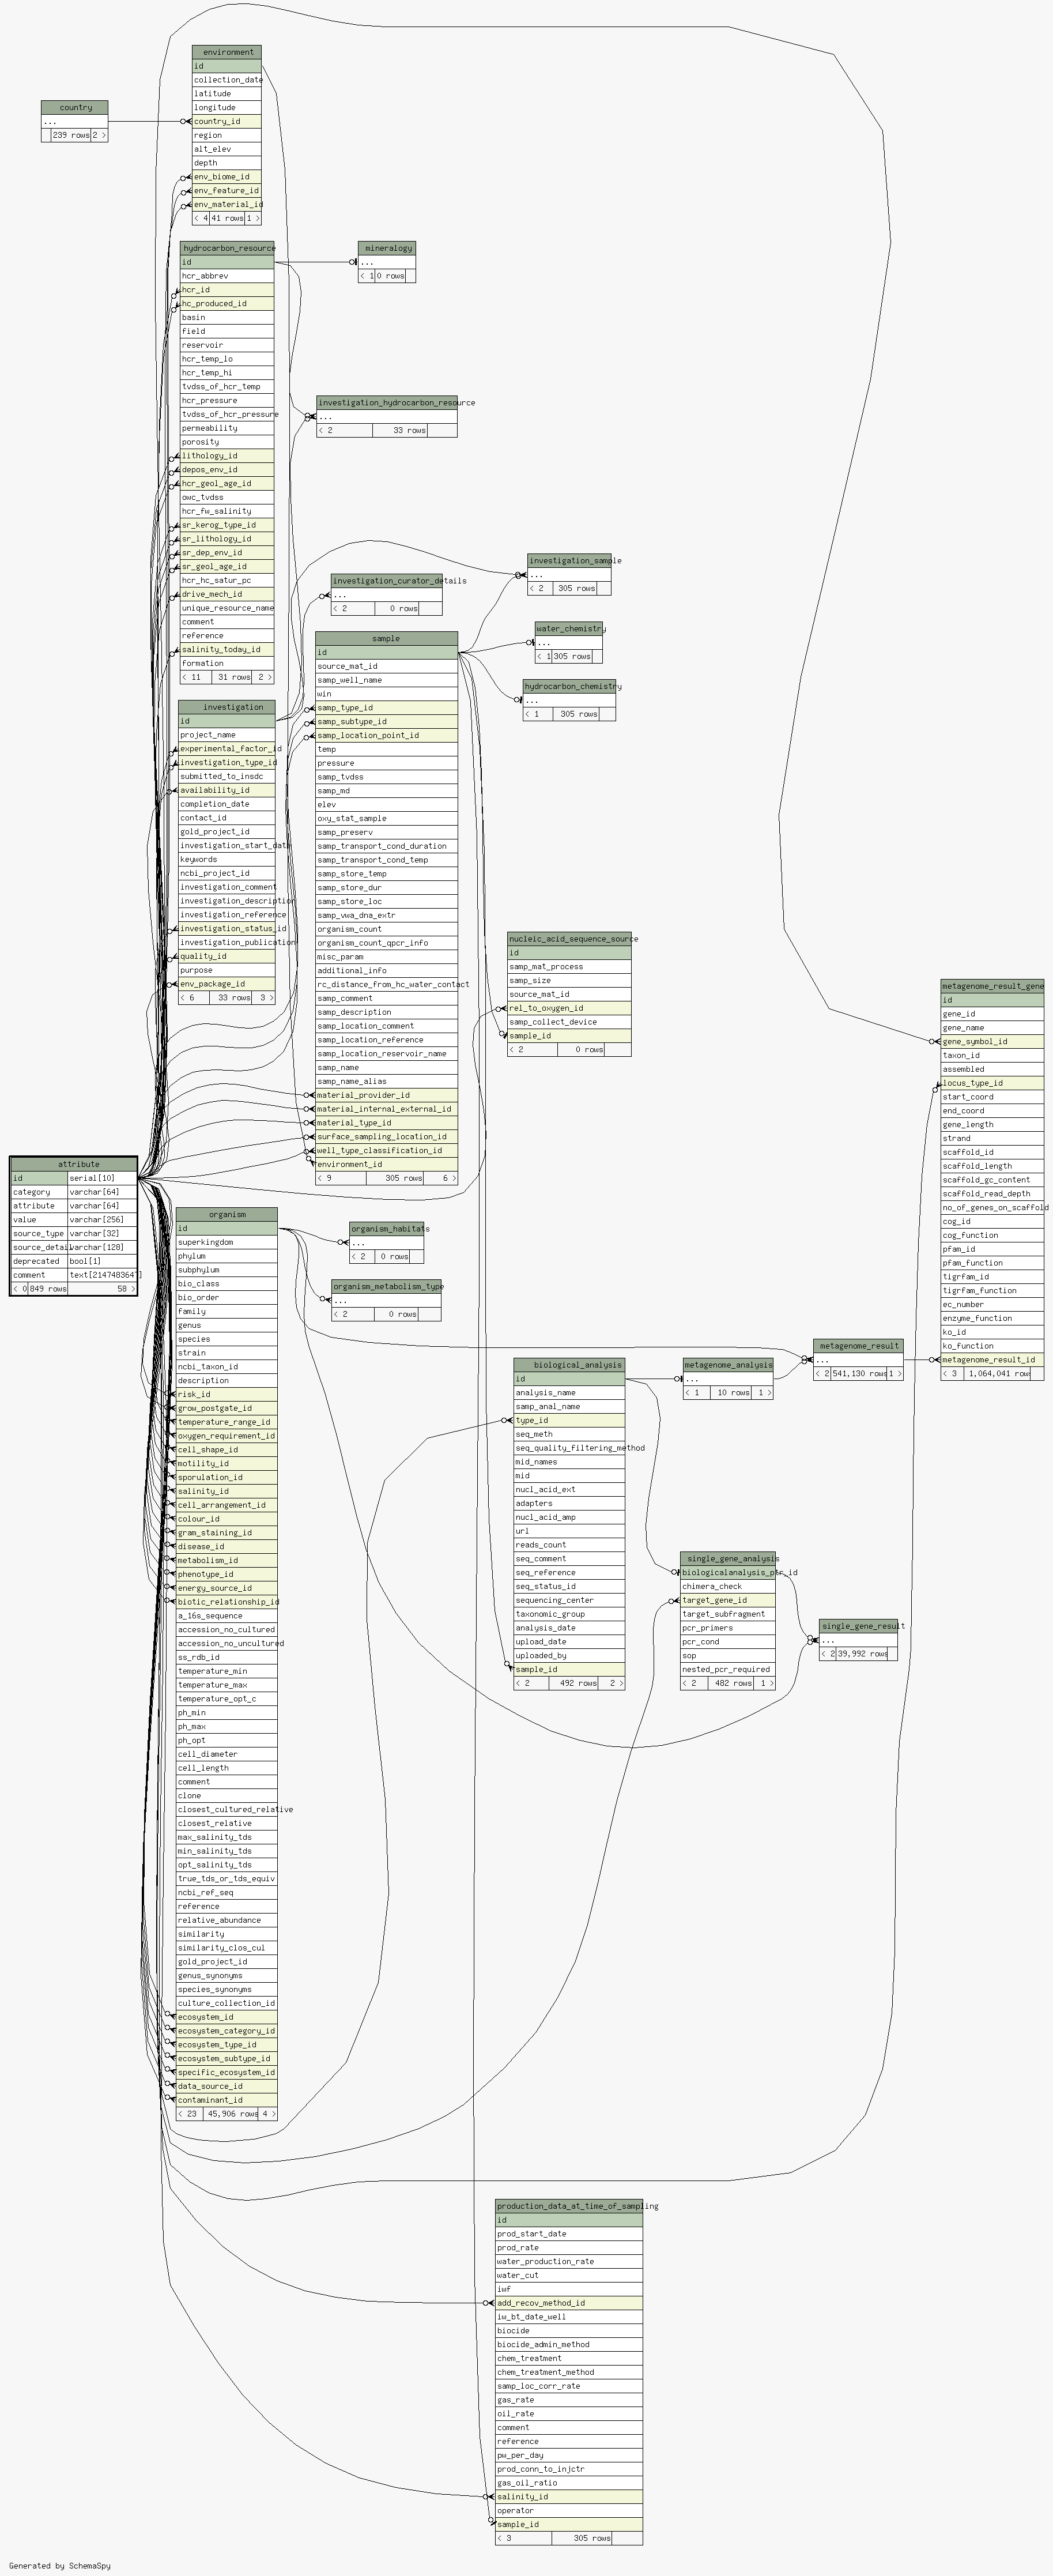 environment
id
collection_date
latitude
longitude
country_id
region
alt_elev
depth
env_biome_id
env_feature_id
env_material_id
< 4 41 rows 1 >
country
...
239 rows 2 >
hydrocarbon_resource
id
hcr_abbrev
hcr_id
hc_produced_id
basin
field
reservoir
hcr_temp_lo
hcr_temp_hi
tvdss_of_hcr_temp
hcr_pressure
tvdss_of_hcr_pressure
permeability
porosity
lithology_id
depos_env_id
hcr_geol_age_id
owc_tvdss
hcr_fw_salinity
sr_kerog_type_id
sr_lithology_id
sr_dep_env_id
sr_geol_age_id
hcr_hc_satur_pc
drive_mech_id
unique_resource_name
comment
reference
salinity_today_id
formation
< 11 31 rows 2 >
mineralogy
...
< 1 0 rows
investigation_hydrocarbon_resource
...
< 2 33 rows
investigation_sample
...
< 2 305 rows
investigation_curator_details
...
< 2 0 rows
water_chemistry
...
< 1 305 rows
hydrocarbon_chemistry
...
< 1 305 rows
investigation
id
project_name
experimental_factor_id
investigation_type_id
submitted_to_insdc
availability_id
completion_date
contact_id
gold_project_id
investigation_start_date
keywords
ncbi_project_id
investigation_comment
investigation_description
investigation_reference
investigation_status_id
investigation_publication
quality_id
purpose
env_package_id
< 6 33 rows 3 >
sample
id
source_mat_id
samp_well_name
win
samp_type_id
samp_subtype_id
samp_location_point_id
temp
pressure
samp_tvdss
samp_md
elev
oxy_stat_sample
samp_preserv
samp_transport_cond_duration
samp_transport_cond_temp
samp_store_temp
samp_store_dur
samp_store_loc
samp_vwa_dna_extr
organism_count
organism_count_qpcr_info
misc_param
additional_info
rc_distance_from_hc_water_contact
samp_comment
samp_description
samp_location_comment
samp_location_reference
samp_location_reservoir_name
samp_name
samp_name_alias
material_provider_id
material_internal_external_id
material_type_id
surface_sampling_location_id
well_type_classification_id
environment_id
< 9 305 rows 6 >
nucleic_acid_sequence_source
id
samp_mat_process
samp_size
source_mat_id
rel_to_oxygen_id
samp_collect_device
sample_id
< 2 0 rows
metagenome_result_gene
id
gene_id
gene_name
gene_symbol_id
taxon_id
assembled
locus_type_id
start_coord
end_coord
gene_length
strand
scaffold_id
scaffold_length
scaffold_gc_content
scaffold_read_depth
no_of_genes_on_scaffold
cog_id
cog_function
pfam_id
pfam_function
tigrfam_id
tigrfam_function
ec_number
enzyme_function
ko_id
ko_function
metagenome_result_id
< 3 1,064,041 rows
attribute
id serial[10]
category varchar[64]
attribute varchar[64]
value varchar[256]
source_type varchar[32]
source_detail varchar[128]
deprecated bool[1]
comment text[2147483647]
< 0 849 rows 58 >
organism
id
superkingdom
phylum
subphylum
bio_class
bio_order
family
genus
species
strain
ncbi_taxon_id
description
risk_id
grow_postgate_id
temperature_range_id
oxygen_requirement_id
cell_shape_id
motility_id
sporulation_id
salinity_id
cell_arrangement_id
colour_id
gram_staining_id
disease_id
metabolism_id
phenotype_id
energy_source_id
biotic_relationship_id
a_16s_sequence
accession_no_cultured
accession_no_uncultured
ss_rdb_id
temperature_min
temperature_max
temperature_opt_c
ph_min
ph_max
ph_opt
cell_diameter
cell_length
comment
clone
closest_cultured_relative
closest_relative
max_salinity_tds
min_salinity_tds
opt_salinity_tds
true_tds_or_tds_equiv
ncbi_ref_seq
reference
relative_abundance
similarity
similarity_clos_cul
gold_project_id
genus_synonyms
species_synonyms
culture_collection_id
ecosystem_id
ecosystem_category_id
ecosystem_type_id
ecosystem_subtype_id
specific_ecosystem_id
data_source_id
contaminant_id
< 23 45,906 rows 4 >
organism_habitats
...
< 2 0 rows
organism_metabolism_type
...
< 2 0 rows
metagenome_result
...
< 2 541,130 rows 1 >
biological_analysis
id
analysis_name
samp_anal_name
type_id
seq_meth
seq_quality_filtering_method
mid_names
mid
nucl_acid_ext
adapters
nucl_acid_amp
url
reads_count
seq_comment
seq_reference
seq_status_id
sequencing_center
taxonomic_group
analysis_date
upload_date
uploaded_by
sample_id
< 2 492 rows 2 >
metagenome_analysis
...
< 1 10 rows 1 >
single_gene_analysis
biologicalanalysis_ptr_id
chimera_check
target_gene_id
target_subfragment
pcr_primers
pcr_cond
sop
nested_pcr_required
< 2 482 rows 1 >
single_gene_result
...
< 2 39,992 rows
production_data_at_time_of_sampling
id
prod_start_date
prod_rate
water_production_rate
water_cut
iwf
add_recov_method_id
iw_bt_date_well
biocide
biocide_admin_method
chem_treatment
chem_treatment_method
samp_loc_corr_rate
gas_rate
oil_rate
comment
reference
pw_per_day
prod_conn_to_injctr
gas_oil_ratio
salinity_id
operator
sample_id
< 3 305 rows
Generated by SchemaSpy